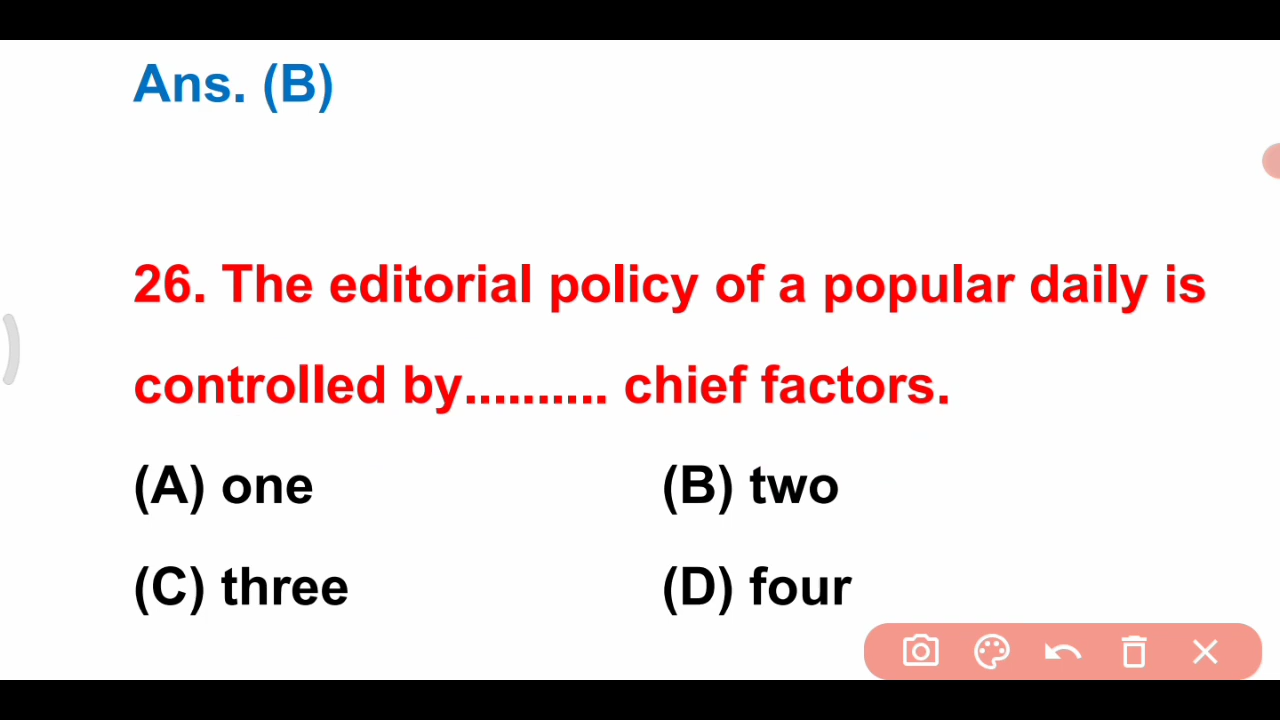 Ans. (B)
26. The editorial policy of a popular daily is
controlled by.......... chief factors.
(A) one (B) two
(C) three (D) four